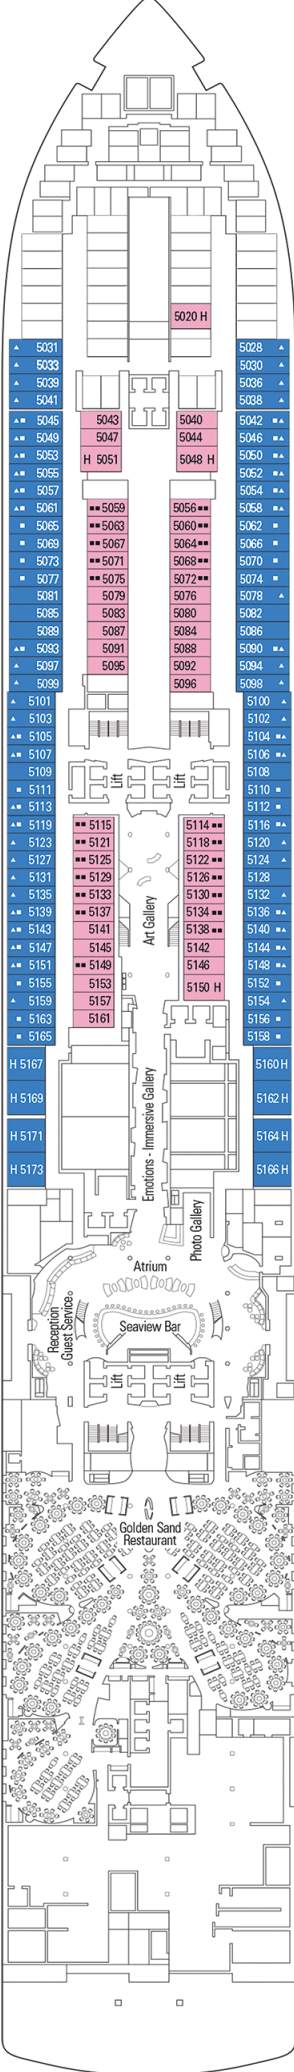 5020 H
5031 5028
5033 5030
5039 5036
5041 5038
5045 5043 5040 5042
5049 5047 5044 5046
5053 H 5051 5048 H 5050
5055 5052
5057 5054
5061 5059 5056 5058
5065 5063 5060 5062
5069 5067 5064 5066
5073 5071 5068 5070
5077 5075 5072 5074
5081 5079 5076 5078
5085 5083 5080 5082
5089 5087 5084 5086
5093 5091 5088 5090
5097 5095 5092 5094
5099 5096 5098
5101 5100
5103 5102
5105 5104
5107 5106
5109 5108
Lift Lift
5111 5110
5113 5112
5119 5115 5114 5116
5123 5121 5118 5120
5127 5125 5122 5124
5131 5129 5126 5128
5135 5133 5130 5132
5139 5137 5134 5136
5143 5141 5138 5140
5147 5145 5142 5144
5151 5149 5146 5148
5155 5153 5150 H 5152
5159 5157 5154
5163 5161 5156
5165 5158
Art Gallery
H 5167 5160 H
H 5169 5162 H
H 5171 5164 H
H 5173 5166 H
Emotions - Immersive Gallery
Photo Gallery
Atrium
Reception
Guest Service
Seaview Bar
Lift Lift
Golden Sand
Restaurant